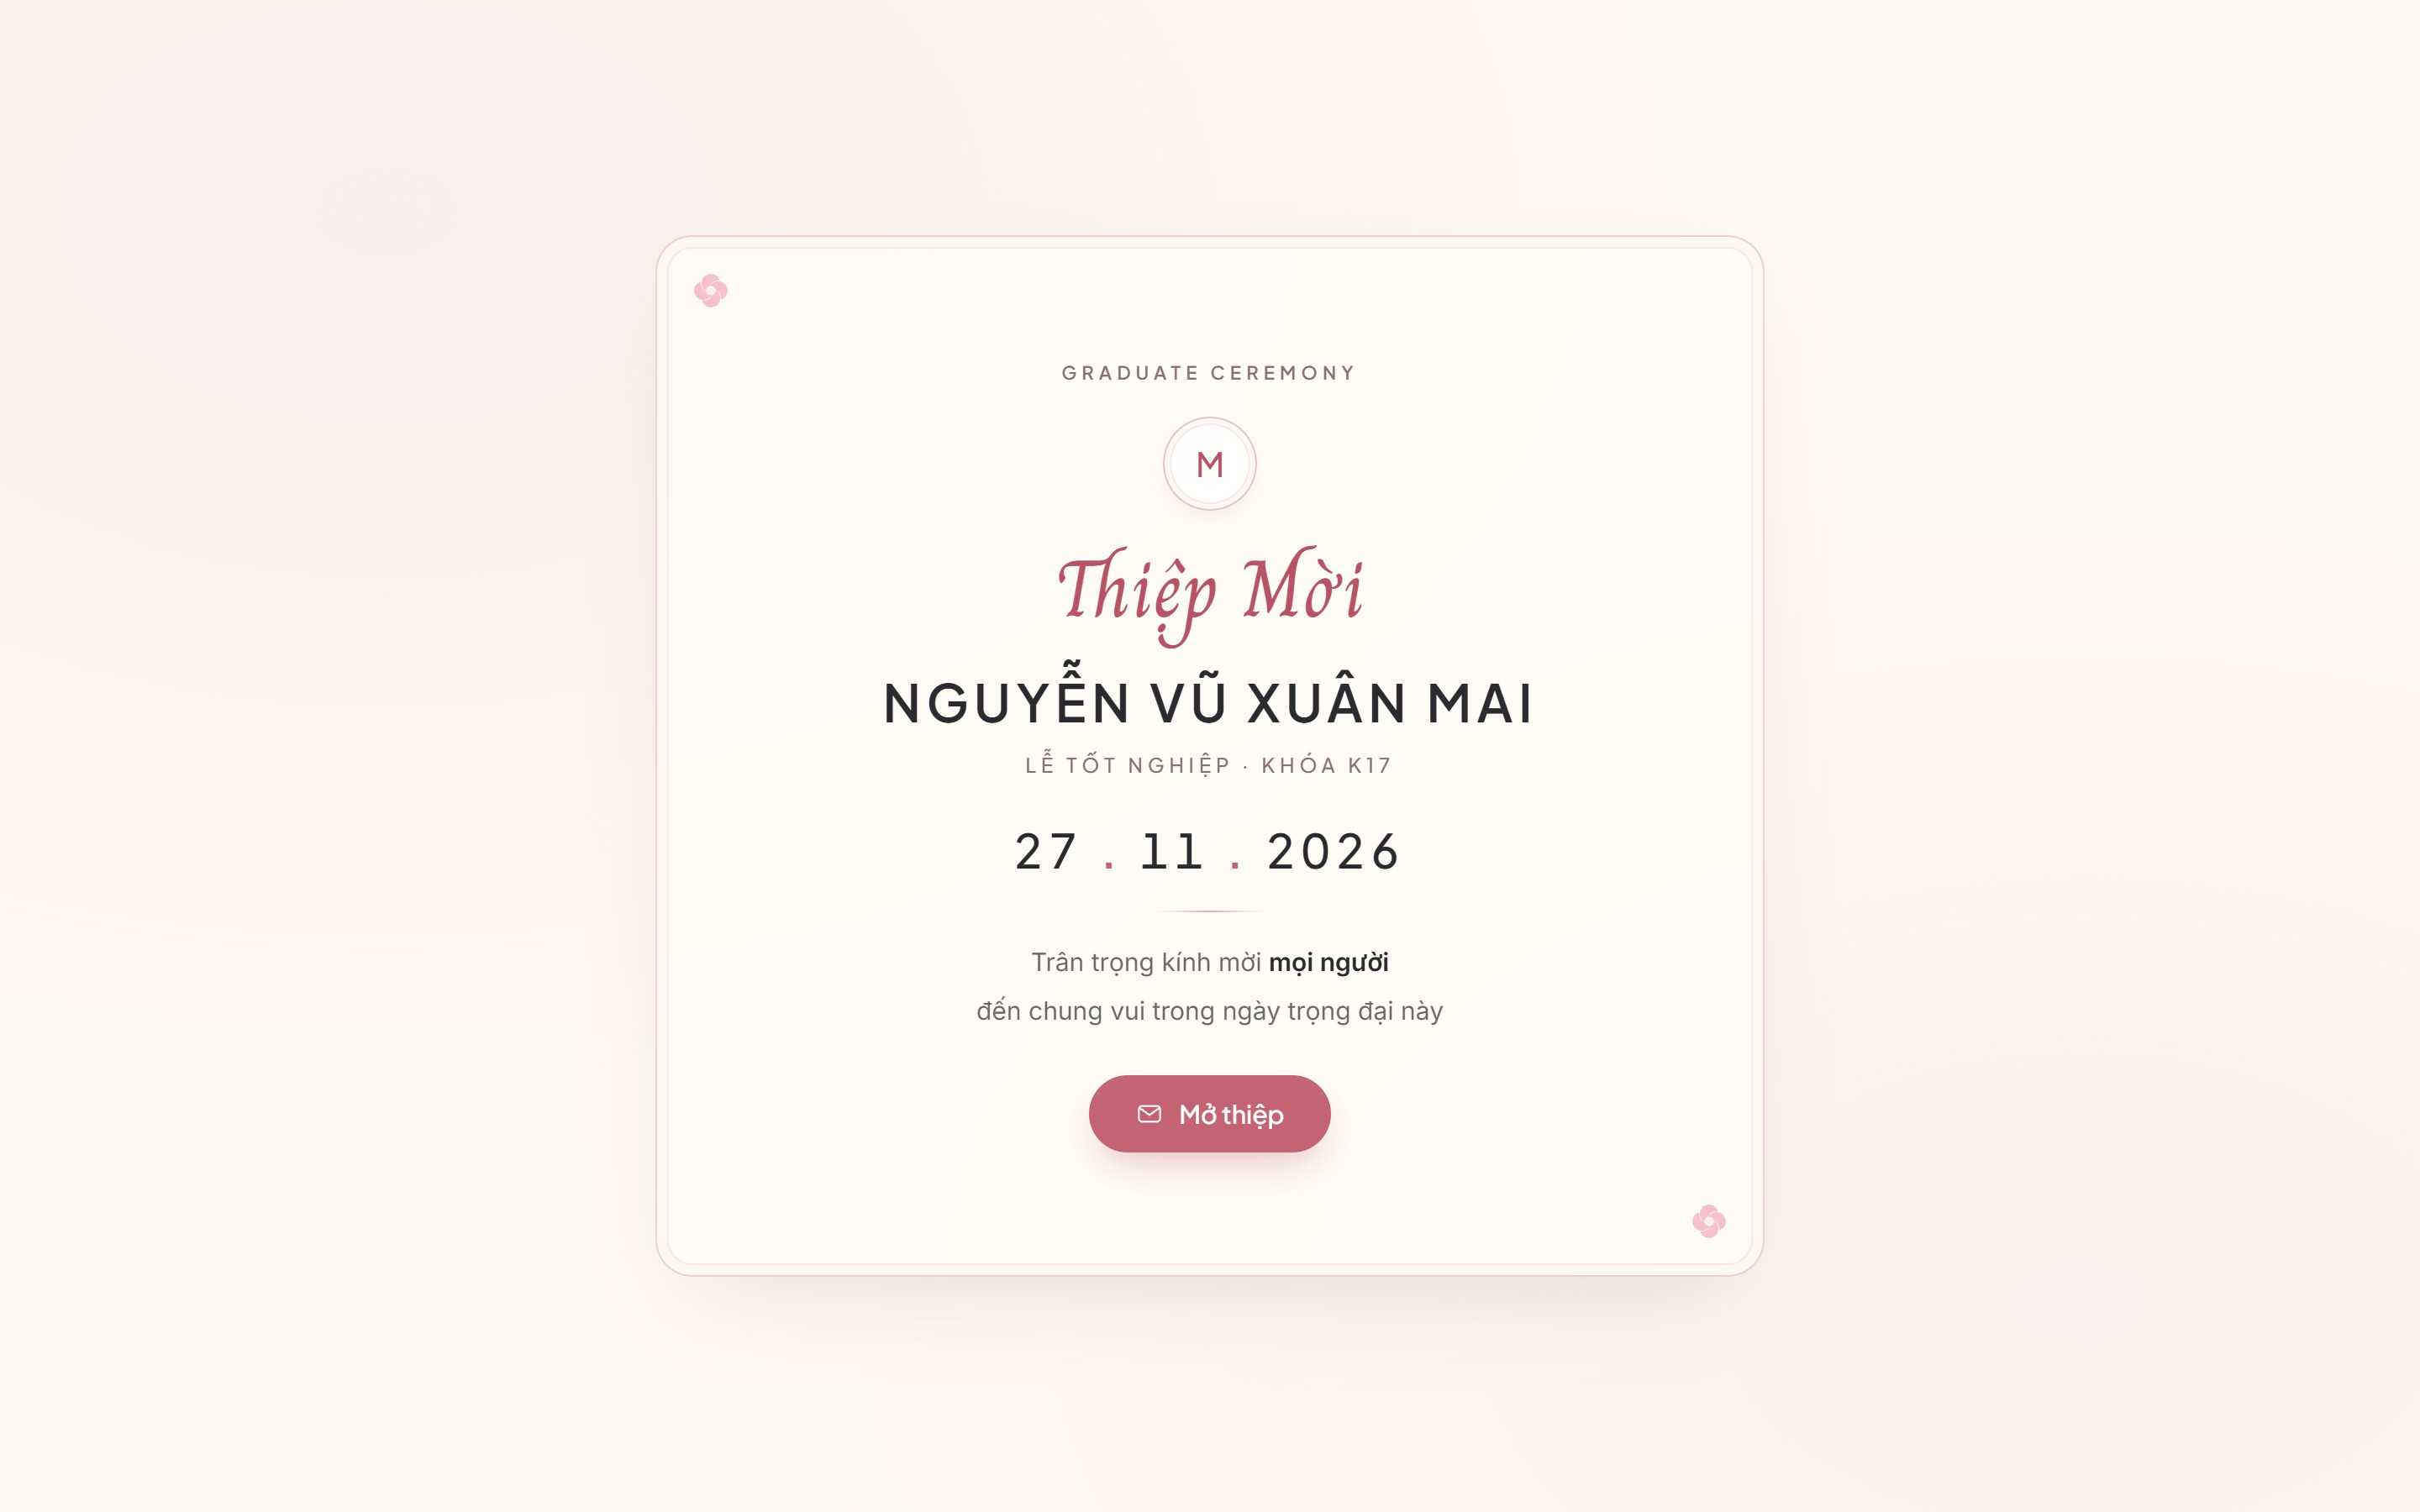 GRADUATE CEREMONY
M
Thiệp Mời
NGUYỄN VŨ XUÂN MAI
LỄ TỐT NGHIỆP · KHÓA K17
27 . 11 . 2026
Trân trọng kính mời mọi người
đến chung vui trong ngày trọng đại này
Mở thiệp